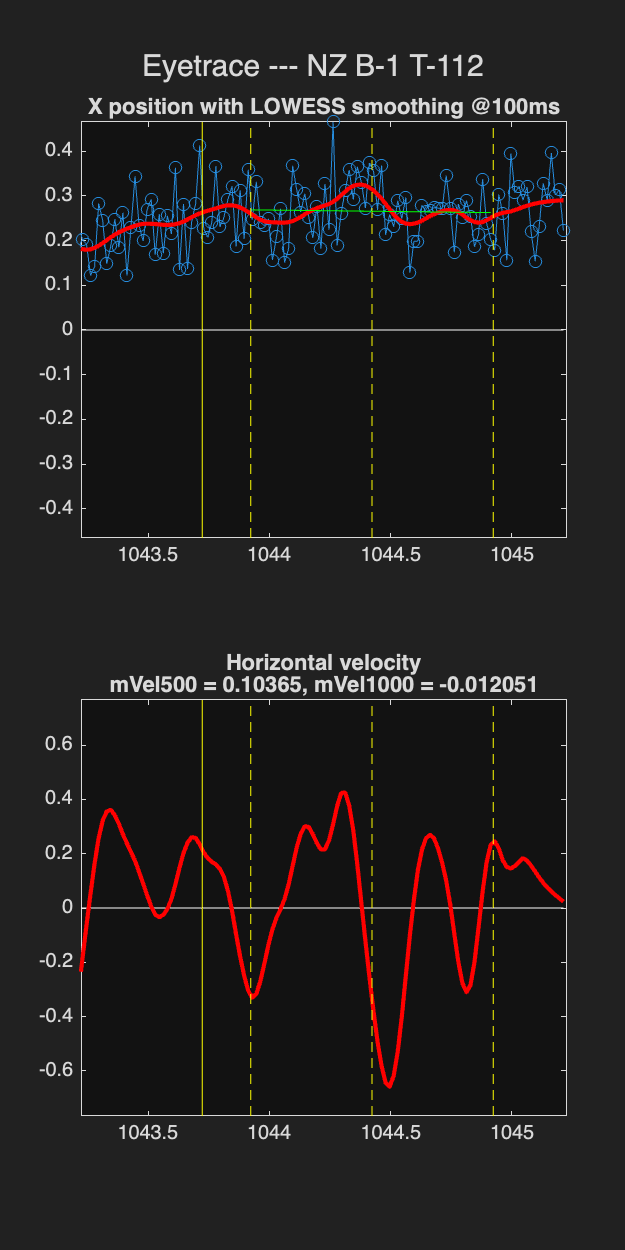 Eyetrace --- NZ B-1 T-112
X position with LOWESS smoothing @100ms
0.4
0.3
0.2
0.1
0
-0.1
-0.2
-0.3
-0.4
1043.5 1044 1044.5 1045
Horizontal velocity
mVel500 = 0.10365, mVel1000 = -0.012051
0.6
0.4
0.2
0
-0.2
-0.4
-0.6
1043.5 1044 1044.5 1045